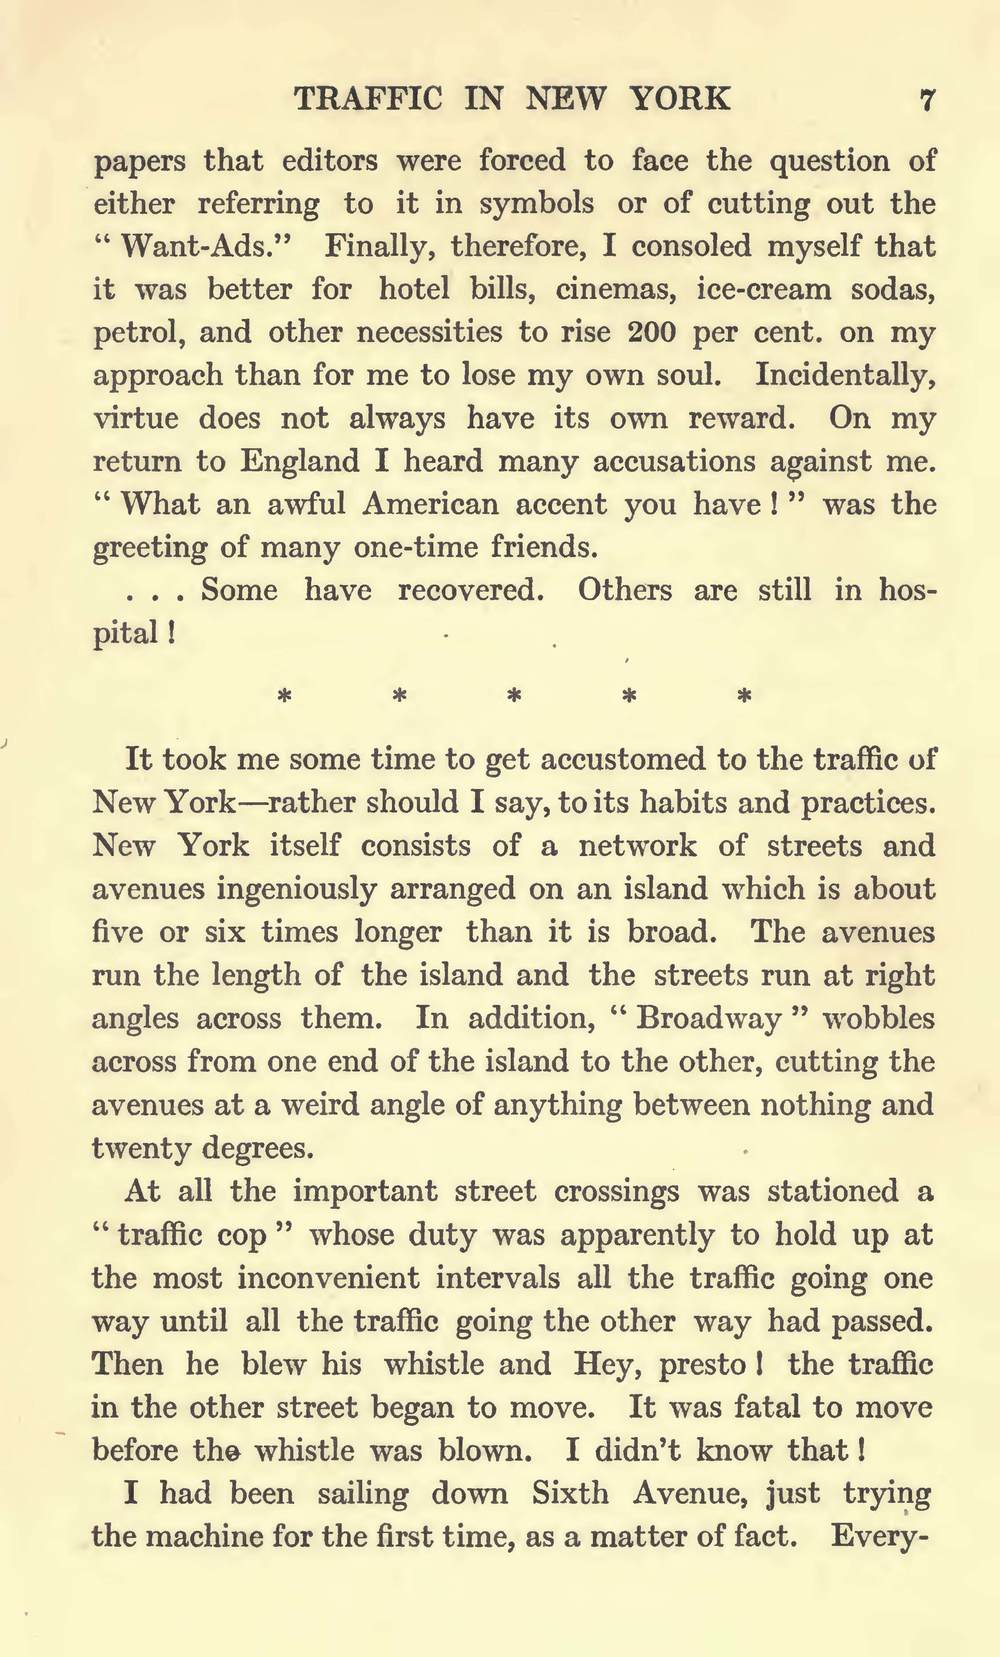 TRAFFIC IN NEW YORK 7
papers that editors were forced to face the question of
either referring to it in symbols or of cutting out the
“ Want-Ads.” Finally, therefore, I consoled myself that
it was better for hotel bills, cinemas, ice-cream sodas,
petrol, and other necessities to rise 200 per cent. on my
approach than for me to lose my own soul. Incidentally,
virtue does not always have its own reward. On my
return to England I heard many accusations against me.
“ What an awful American accent you have ! ” was the
greeting of many one-time friends.
. . . Some have recovered. Others are still in hos-
pital !
* * * * *
It took me some time to get accustomed to the traffic of
New York—rather should I say, to its habits and practices.
New York itself consists of a network of streets and
avenues ingeniously arranged on an island which is about
five or six times longer than it is broad. The avenues
run the length of the island and the streets run at right
angles across them. In addition, “ Broadway ” wobbles
across from one end of the island to the other, cutting the
avenues at a weird angle of anything between nothing and
twenty degrees.
At all the important street crossings was stationed a
“ traffic cop ” whose duty was apparently to hold up at
the most inconvenient intervals all the traffic going one
way until all the traffic going the other way had passed.
Then he blew his whistle and Hey, presto ! the traffic
in the other street began to move. It was fatal to move
before the whistle was blown. I didn’t know that !
I had been sailing down Sixth Avenue, just trying
the machine for the first time, as a matter of fact. Every-